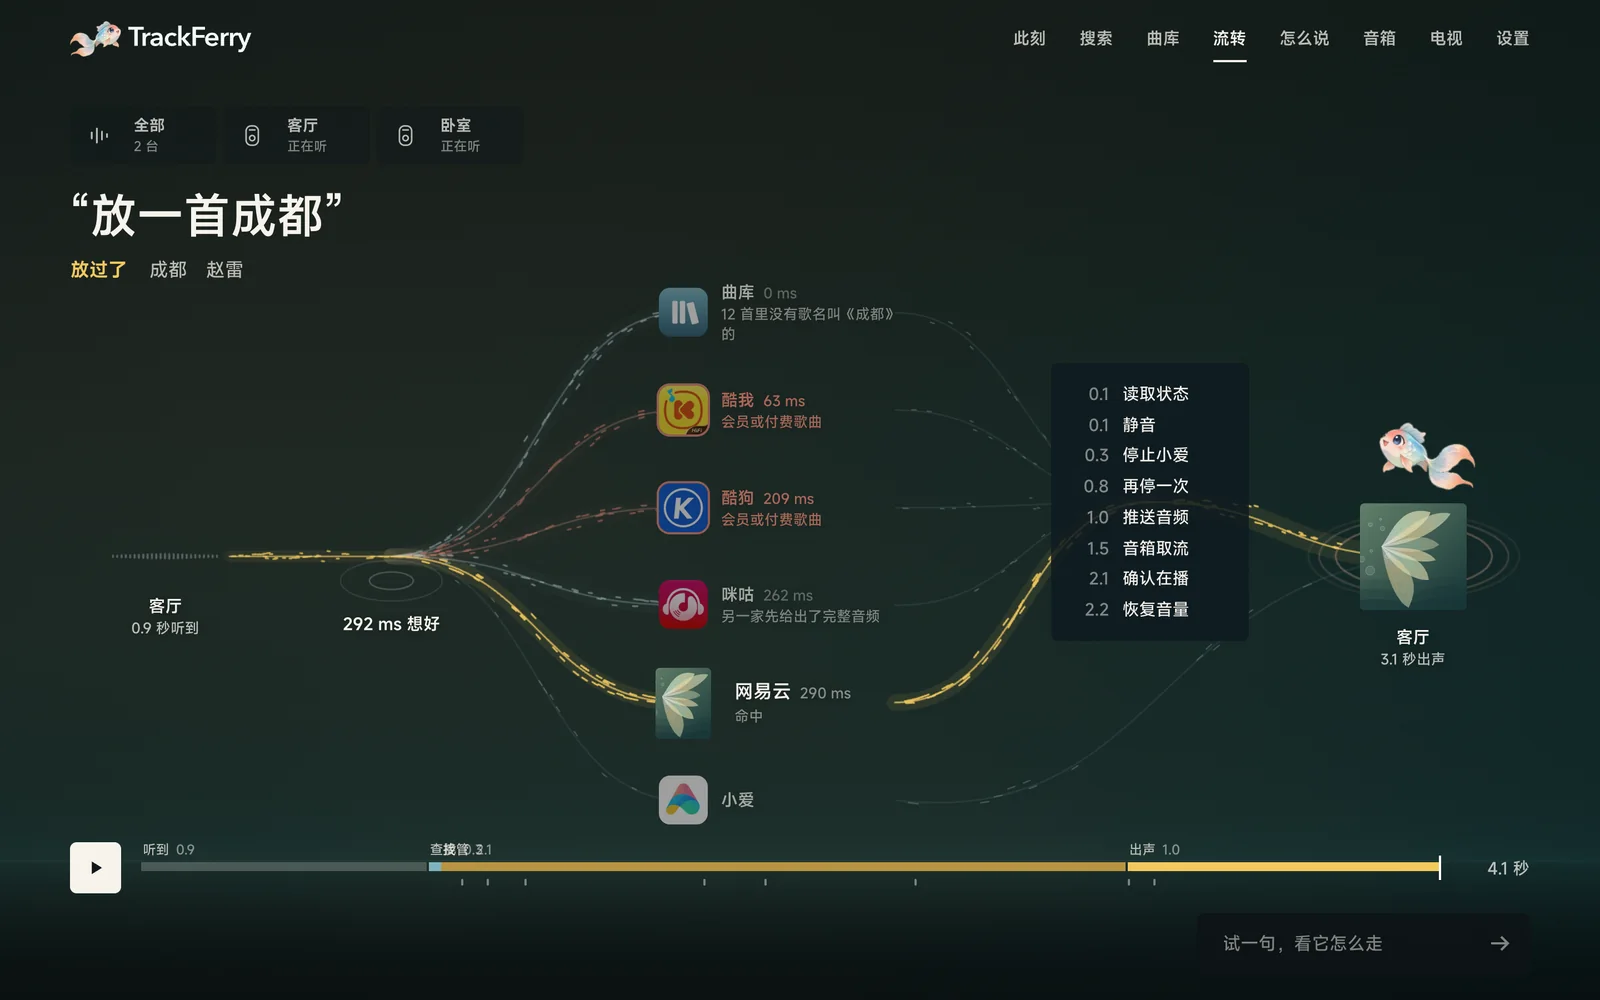 TrackFerry
此刻 搜索 曲库 流转 怎么说 音箱 电视 设置
全部
2 台
客厅
正在听
卧室
正在听
“放一首成都”
放过了 成都 赵雷
客厅
0.9 秒听到
292 ms 想好
曲库 0 ms
12 首里没有歌名叫《成都》
的
酷我 63 ms
会员或付费歌曲
酷狗 209 ms
会员或付费歌曲
咪咕 262 ms
另一家先给出了完整音频
网易云 290 ms
命中
小爱
0.1 读取状态
0.1 静音
0.3 停止小爱
0.8 再停一次
1.0 推送音频
1.5 音箱取流
2.1 确认在播
2.2 恢复音量
客厅
3.1 秒出声
听到 0.9
出声 1.0
4.1 秒
试一句，看它怎么走